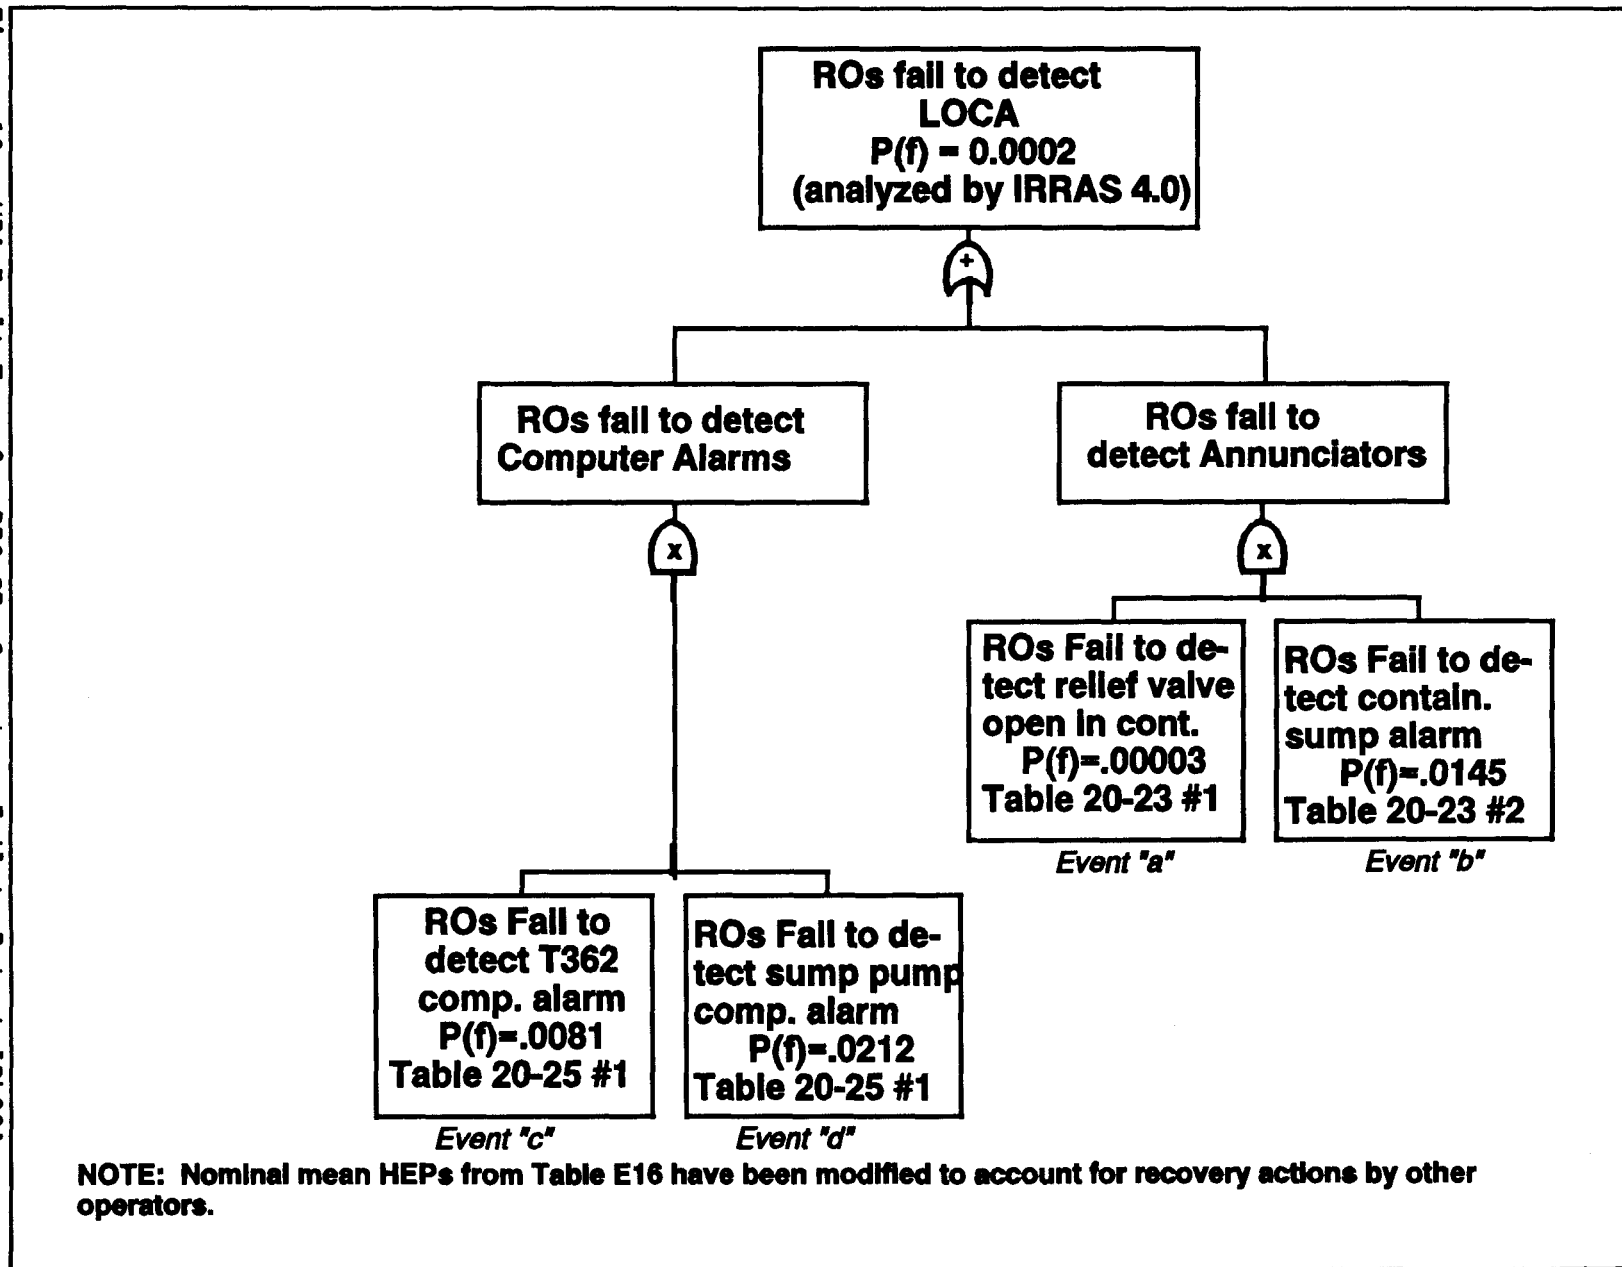 ROs fail to detect
LOCA
P(f) = 0.0002
(analyzed by IRRAS 4.0)
+
ROs fail to detect
Computer Alarms
ROs fail to
detect Annunciators
x
x
ROs Fail to de-
tect relief valve
open in cont.
P(f)=.00003
Table 20-23 #1
Event "a"
ROs Fail to de-
tect contain.
sump alarm
P(f)=.0145
Table 20-23 #2
Event "b"
ROs Fail to
detect T362
comp. alarm
P(f)=.0081
Table 20-25 #1
Event "c"
ROs Fail to de-
tect sump pump
comp. alarm
P(f)=.0212
Table 20-25 #1
Event "d"
NOTE: Nominal mean HEPs from Table E16 have been modified to account for recovery actions by other
operators.